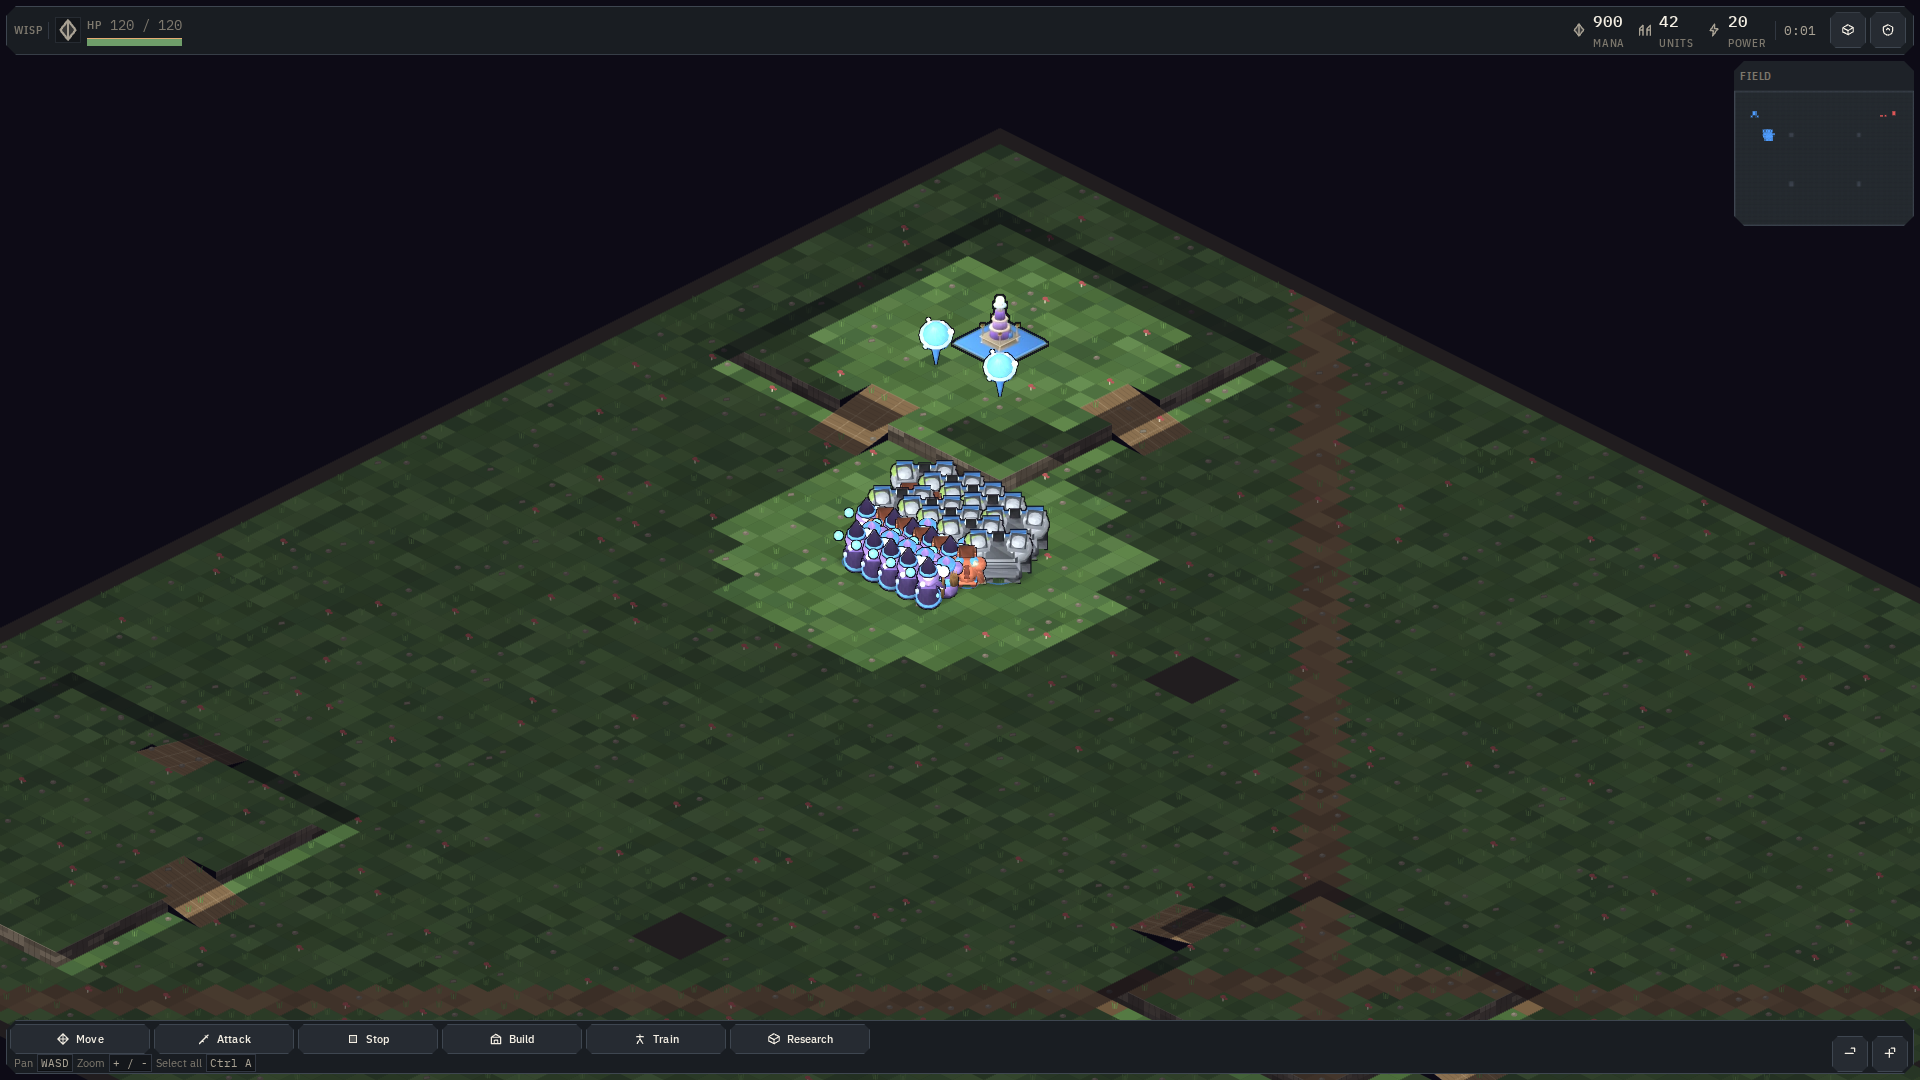 WISP HP 120 / 120
900 MANA
42 UNITS
20 POWER
0:01
FIELD
Move Attack Stop Build Train Research
Pan WASD Zoom + / - Select all Ctrl A